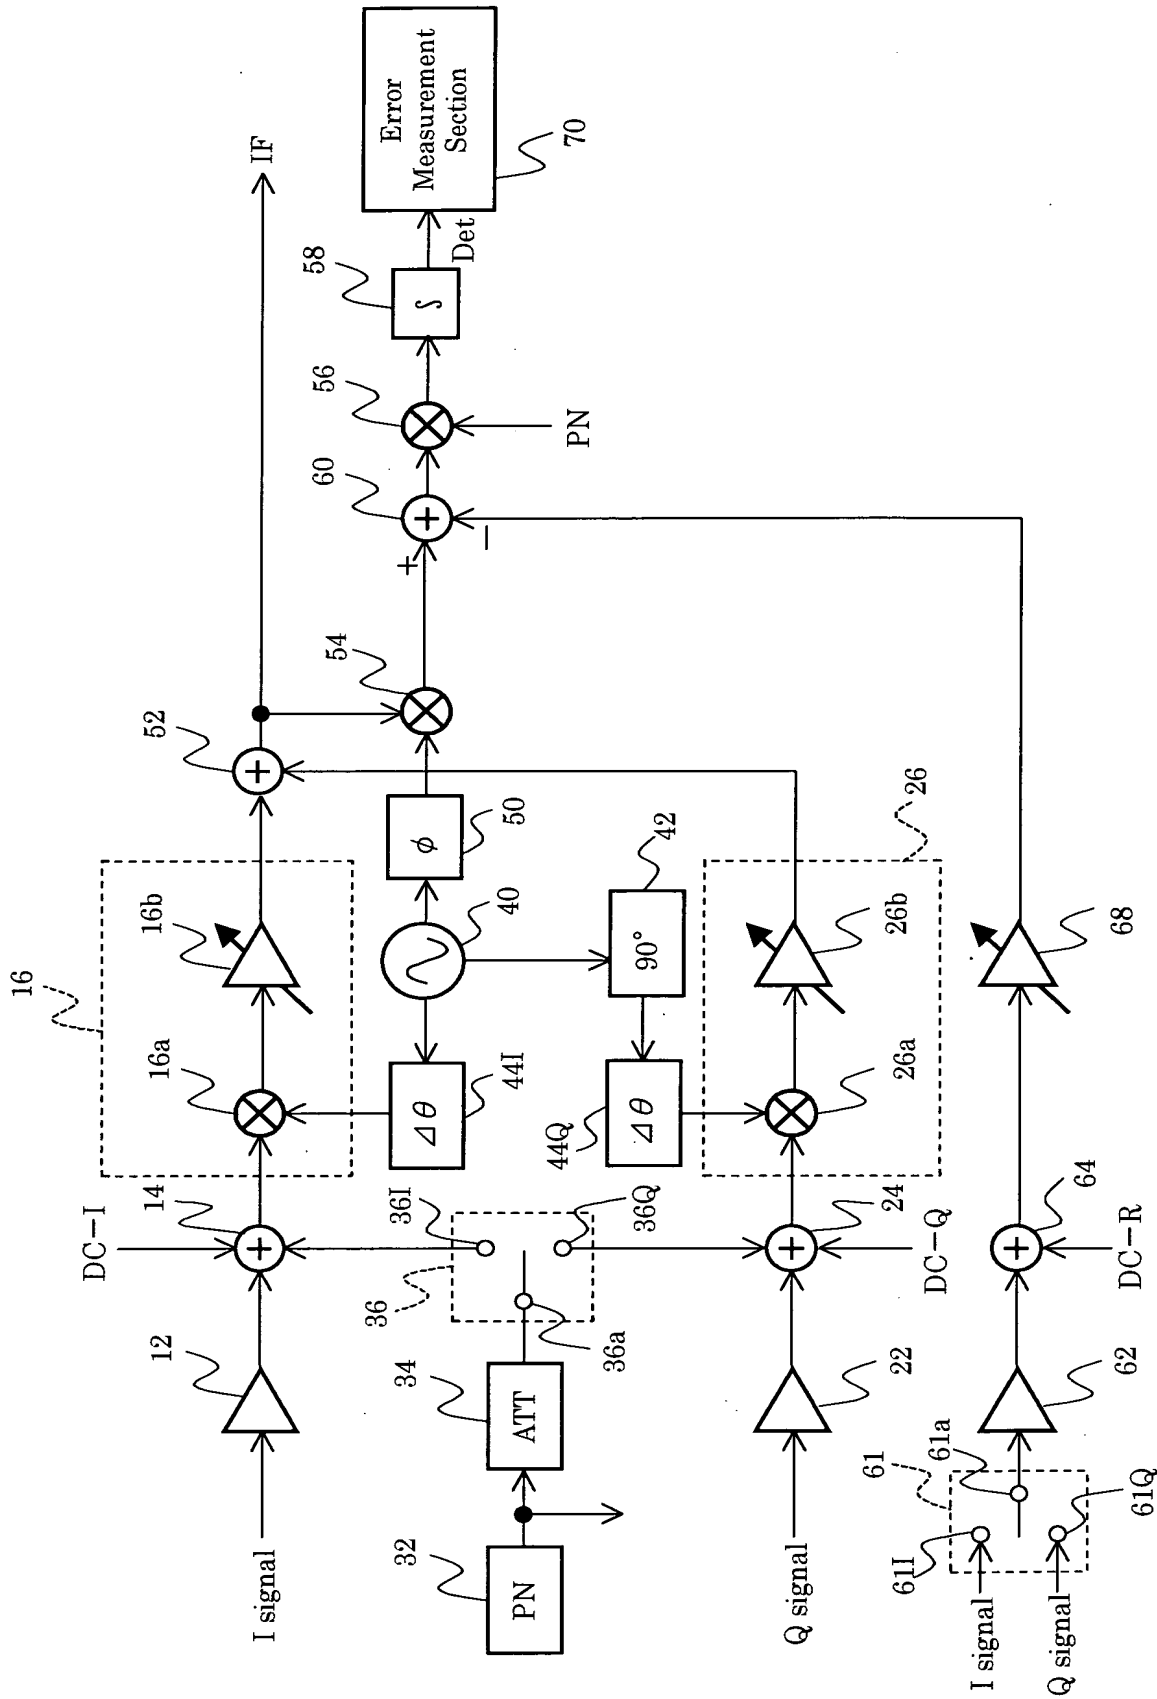 I signal
12
DC-I
14
16
16a
16b
52
IF
PN
32
ATT
34
36
36a
36I
36Q
Δθ
44I
40
φ
50
54
60
+
−
56
PN
58
∫
Det
Error
Measurement
Section
70
90°
42
Δθ
44Q
Q signal
22
24
DC-Q
26
26a
26b
I signal
Q signal
61
61I
61Q
61a
62
64
DC-R
68